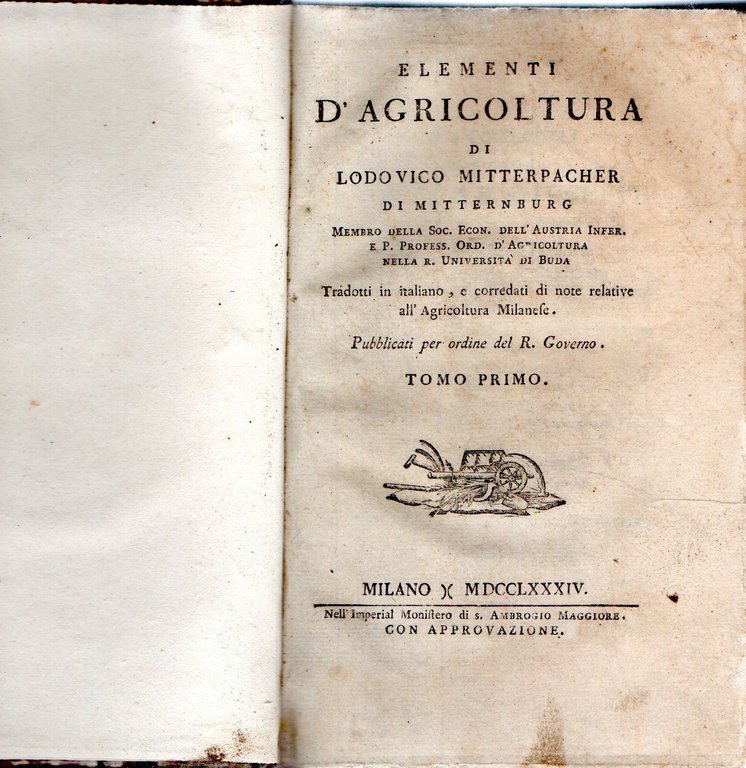 ELEMENTI
D'AGRICOLTURA
DI
LODOVICO MITTERPACHER
DI MITTERNBURG
MEMBRO DELLA SOC. ECON. DELL'AUSTRIA INFER.
E P. PROFESS. ORD. D'AGRICOLTURA
NELLA R. UNIVERSITA' DI BUDA
Tradotti in italiano, e corredati di note relative
all' Agricoltura Milaneſe.
Pubblicati per ordine del R. Governo.
TOMO PRIMO.
MILANO )( MDCCLXXXIV.
Nell'Imperial Moniſtero di S. AMBROGIO MAGGIORE.
CON APPROVAZIONE.